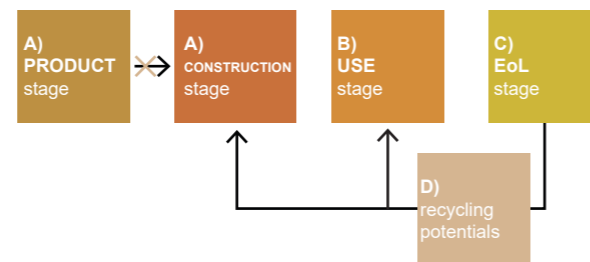 A)
PRODUCT
stage
A)
CONSTRUCTION
stage
B)
USE
stage
C)
EoL
stage
D)
recycling
potentials